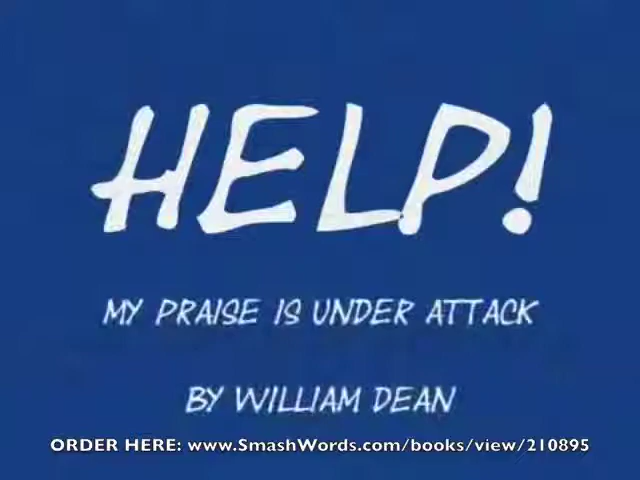 HELP!
MY PRAISE IS UNDER ATTACK
BY WILLIAM DEAN
ORDER HERE: www.SmashWords.com/books/view/210895